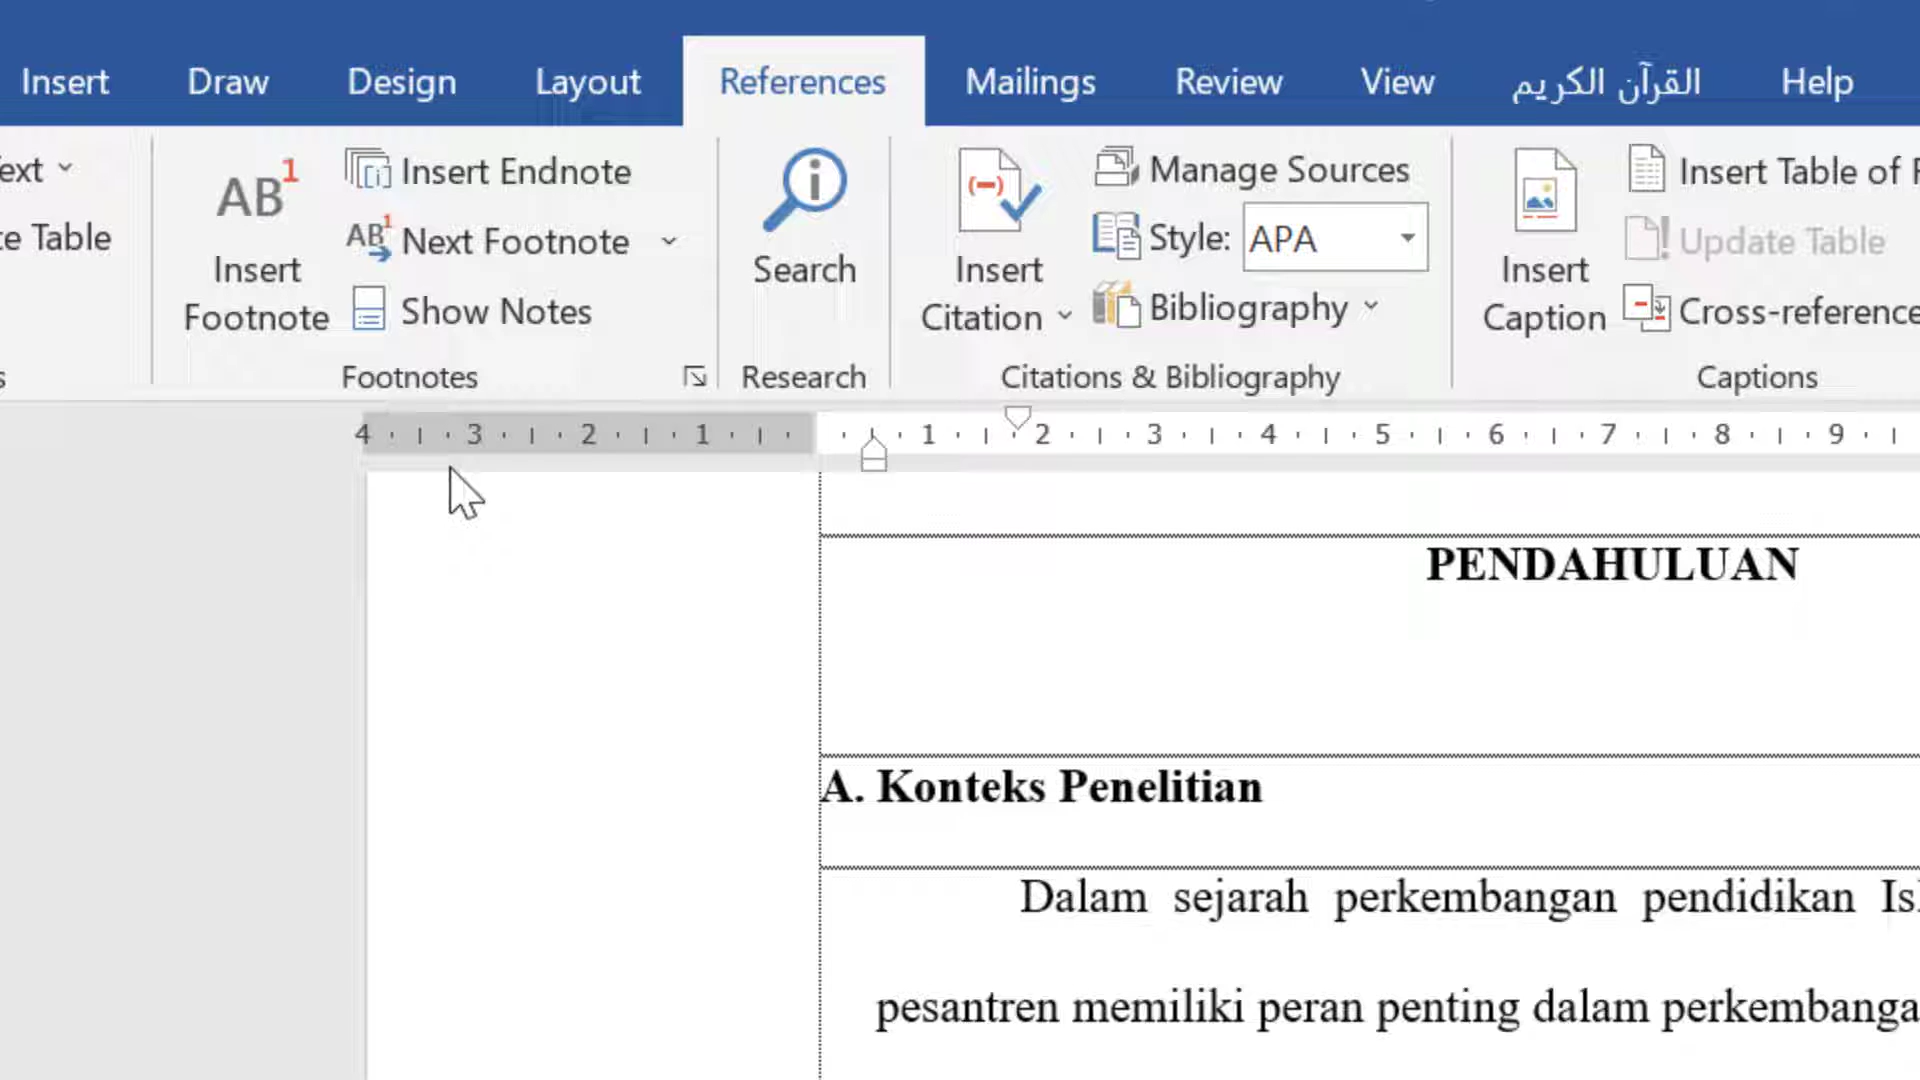 Insert Draw Design Layout References Mailings Review View القرآن الكريم Help
Table
AB1
Insert Footnote
Insert Endnote
AB1 Next Footnote
Show Notes
Footnotes
Search
Research
Insert Citation
Manage Sources
Style: APA
Bibliography
Citations & Bibliography
Insert Caption
Insert Table of
Update Table
Cross-reference
Captions
4 3 2 1 1 2 3 4 5 6 7 8 9
PENDAHULUAN
A. Konteks Penelitian
Dalam sejarah perkembangan pendidikan
pesantren memiliki peran penting dalam